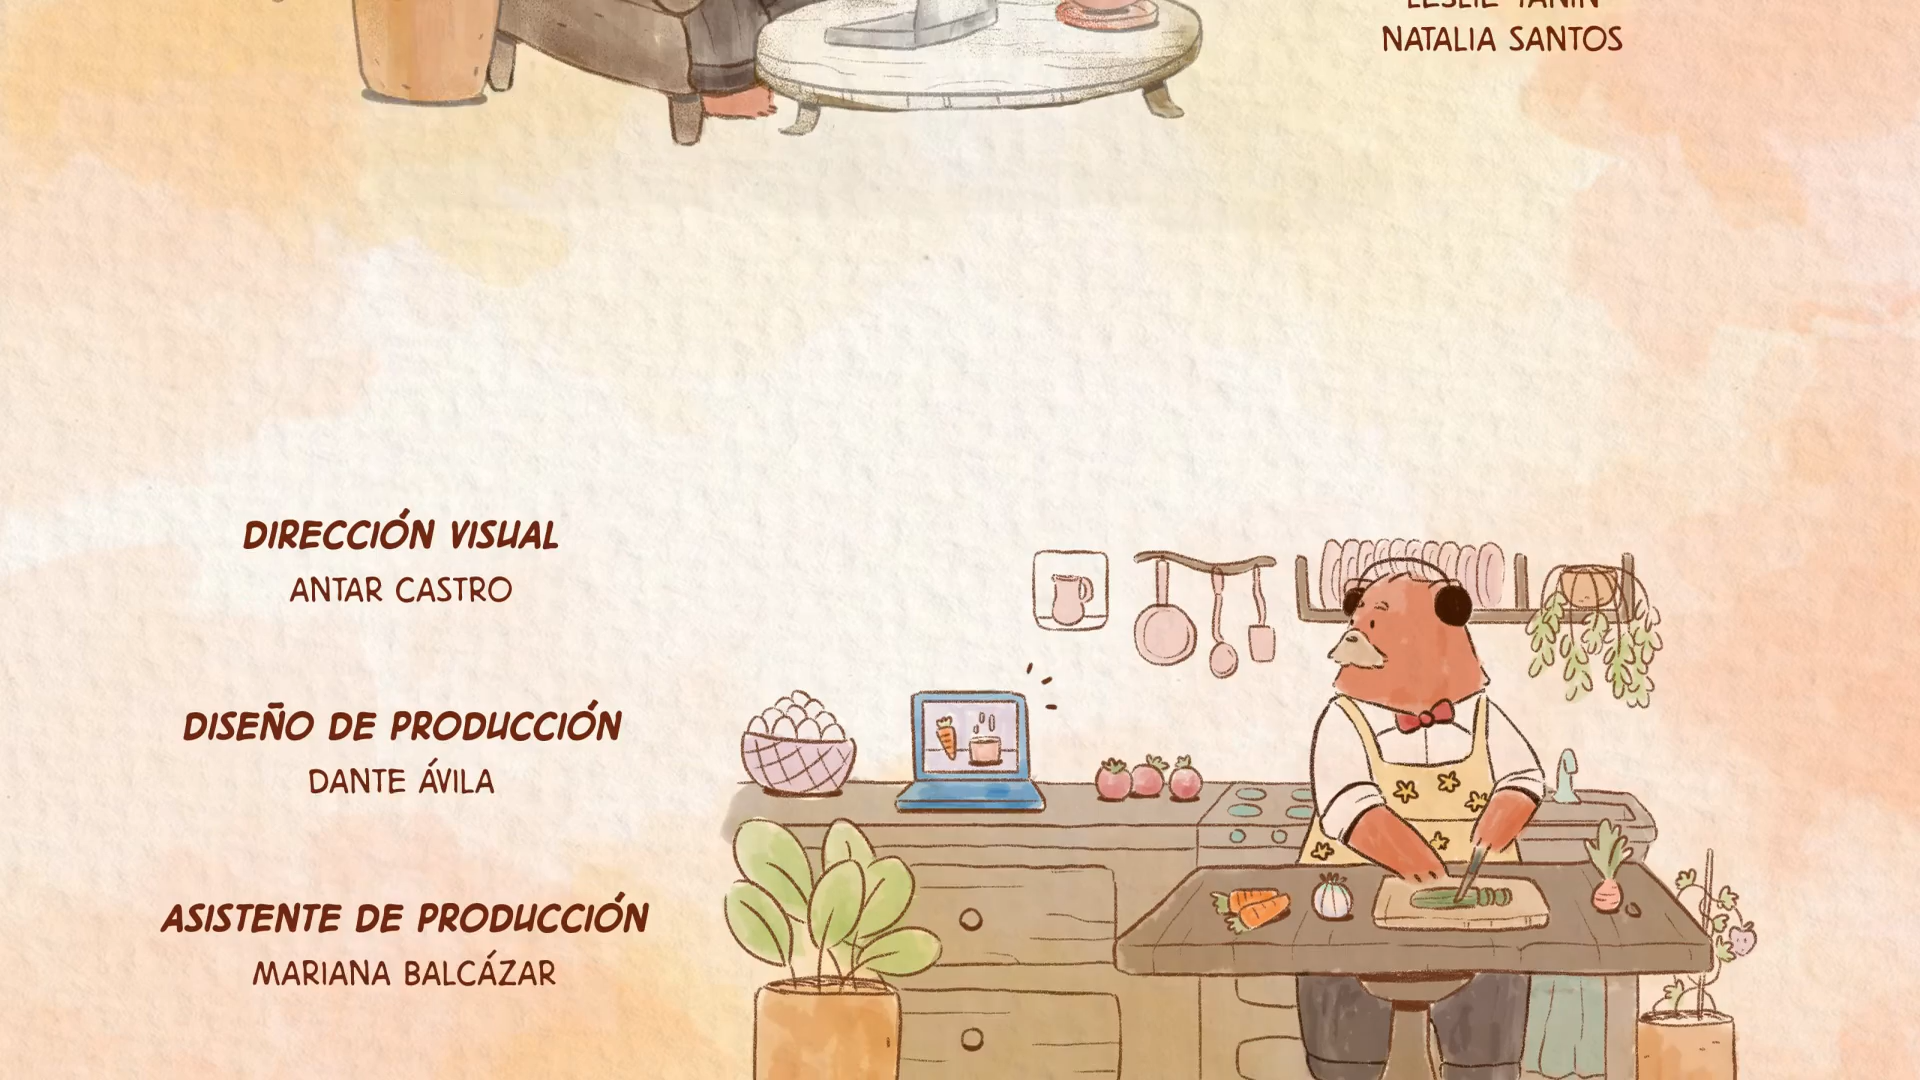 NATALIA SANTOS
DIRECCIÓN VISUAL
ANTAR CASTRO
DISEÑO DE PRODUCCIÓN
DANTE ÁVILA
ASISTENTE DE PRODUCCIÓN
MARIANA BALCÁZAR